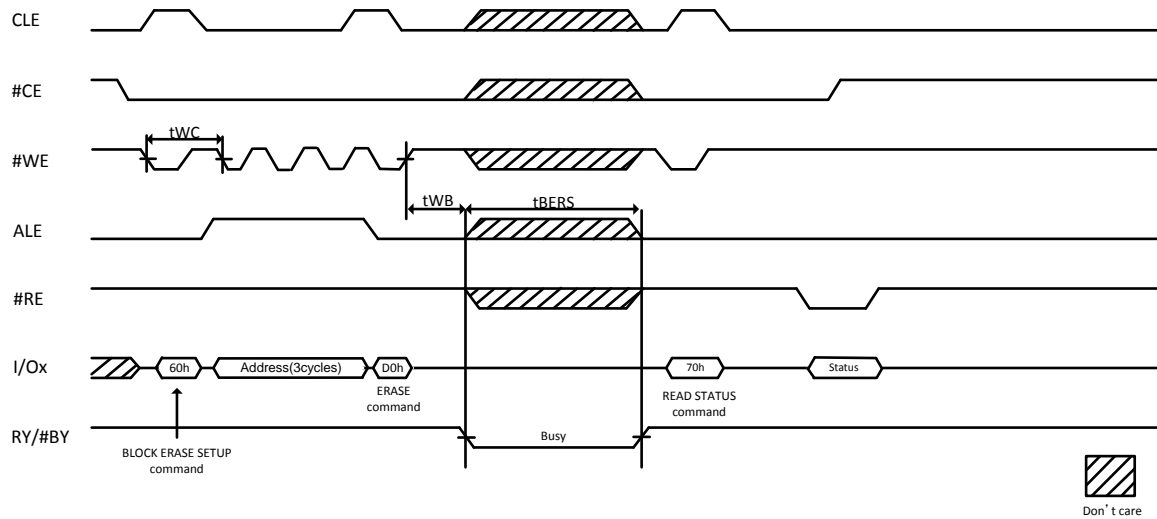 CLE
#CE
tWC
#WE
tWB
tBERS
ALE
#RE
I/Ox
60h
Address(3cycles)
D0h
70h
Status
ERASE
command
READ STATUS
command
RY/#BY
Busy
BLOCK ERASE SETUP
command
Don’t care